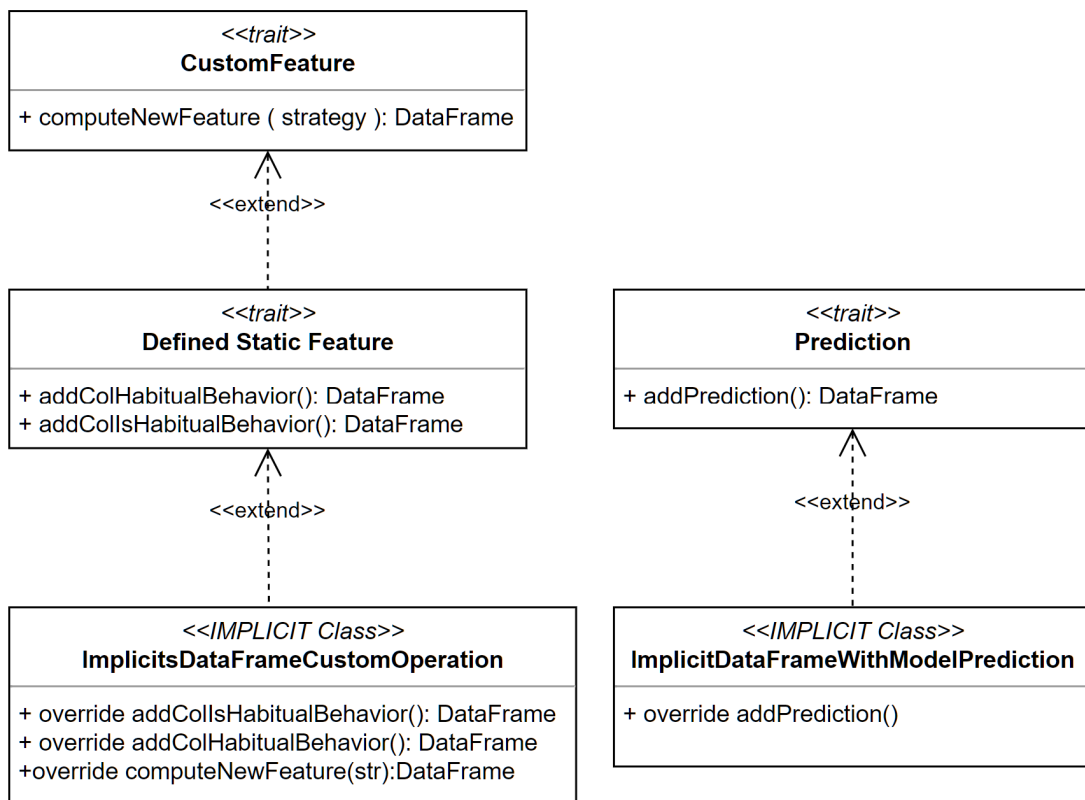 <<trait>>
CustomFeature
+ computeNewFeature ( strategy ): DataFrame
<<extend>>
<<trait>>
Defined Static Feature
+ addColHabitualBehavior(): DataFrame
+ addColIsHabitualBehavior(): DataFrame
<<trait>>
Prediction
+ addPrediction(): DataFrame
<<extend>>
<<extend>>
<<IMPLICIT Class>>
ImplicitsDataFrameCustomOperation
+ override addColIsHabitualBehavior(): DataFrame
+ override addColHabitualBehavior(): DataFrame
+override computeNewFeature(str):DataFrame
<<IMPLICIT Class>>
ImplicitDataFrameWithModelPrediction
+ override addPrediction()